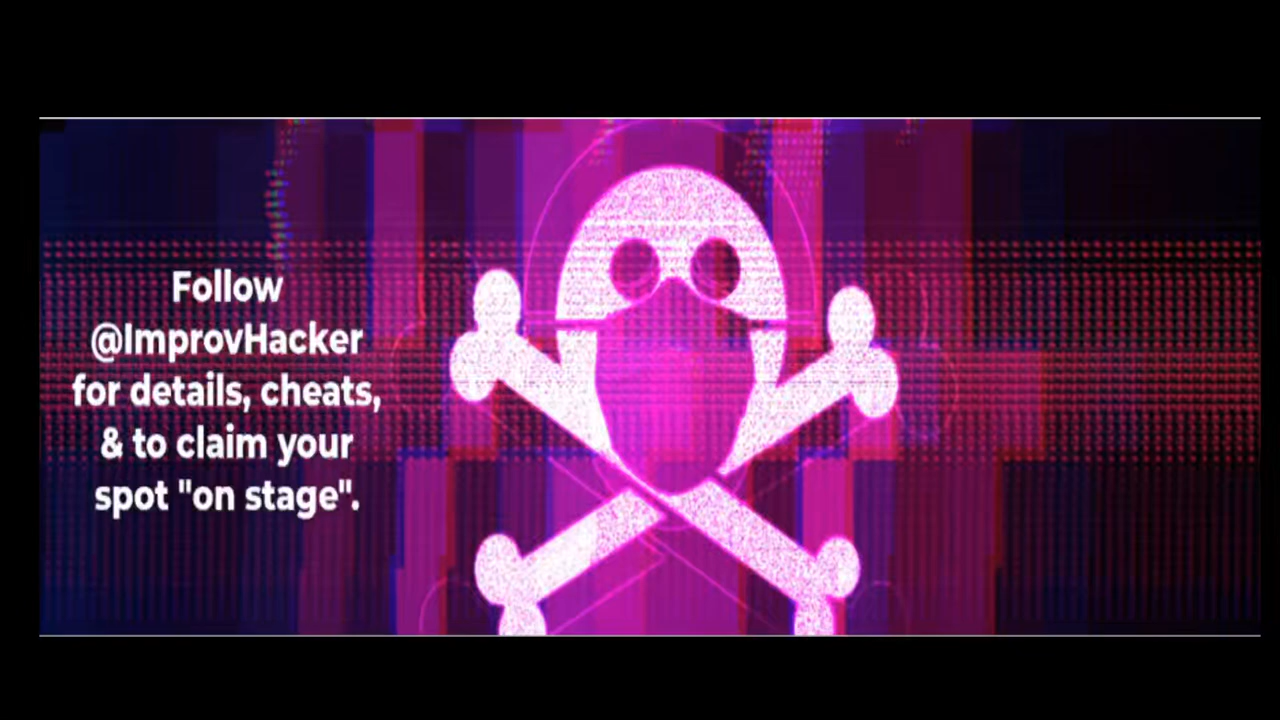 Follow
@ImprovHacker
for details, cheats,
& to claim your
spot "on stage".